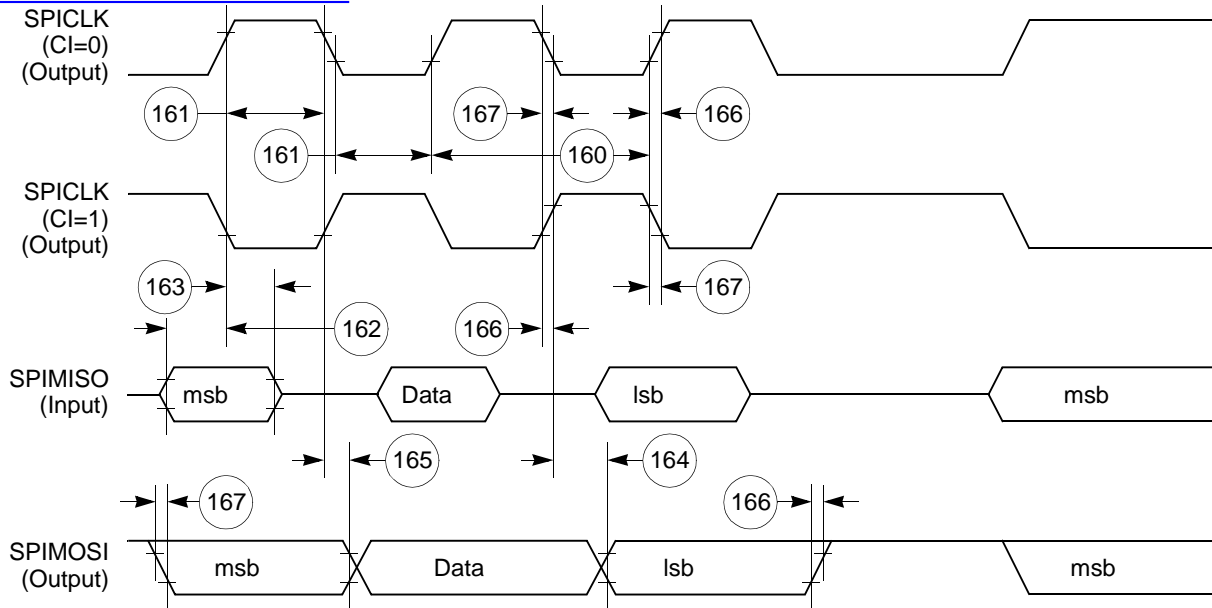 SPICLK
(CI=0)
(Output)
161
167
166
161
160
SPICLK
(CI=1)
(Output)
163
167
162
166
SPIMISO
(Input)
msb
Data
lsb
msb
165
164
167
166
SPIMOSI
(Output)
msb
Data
lsb
msb